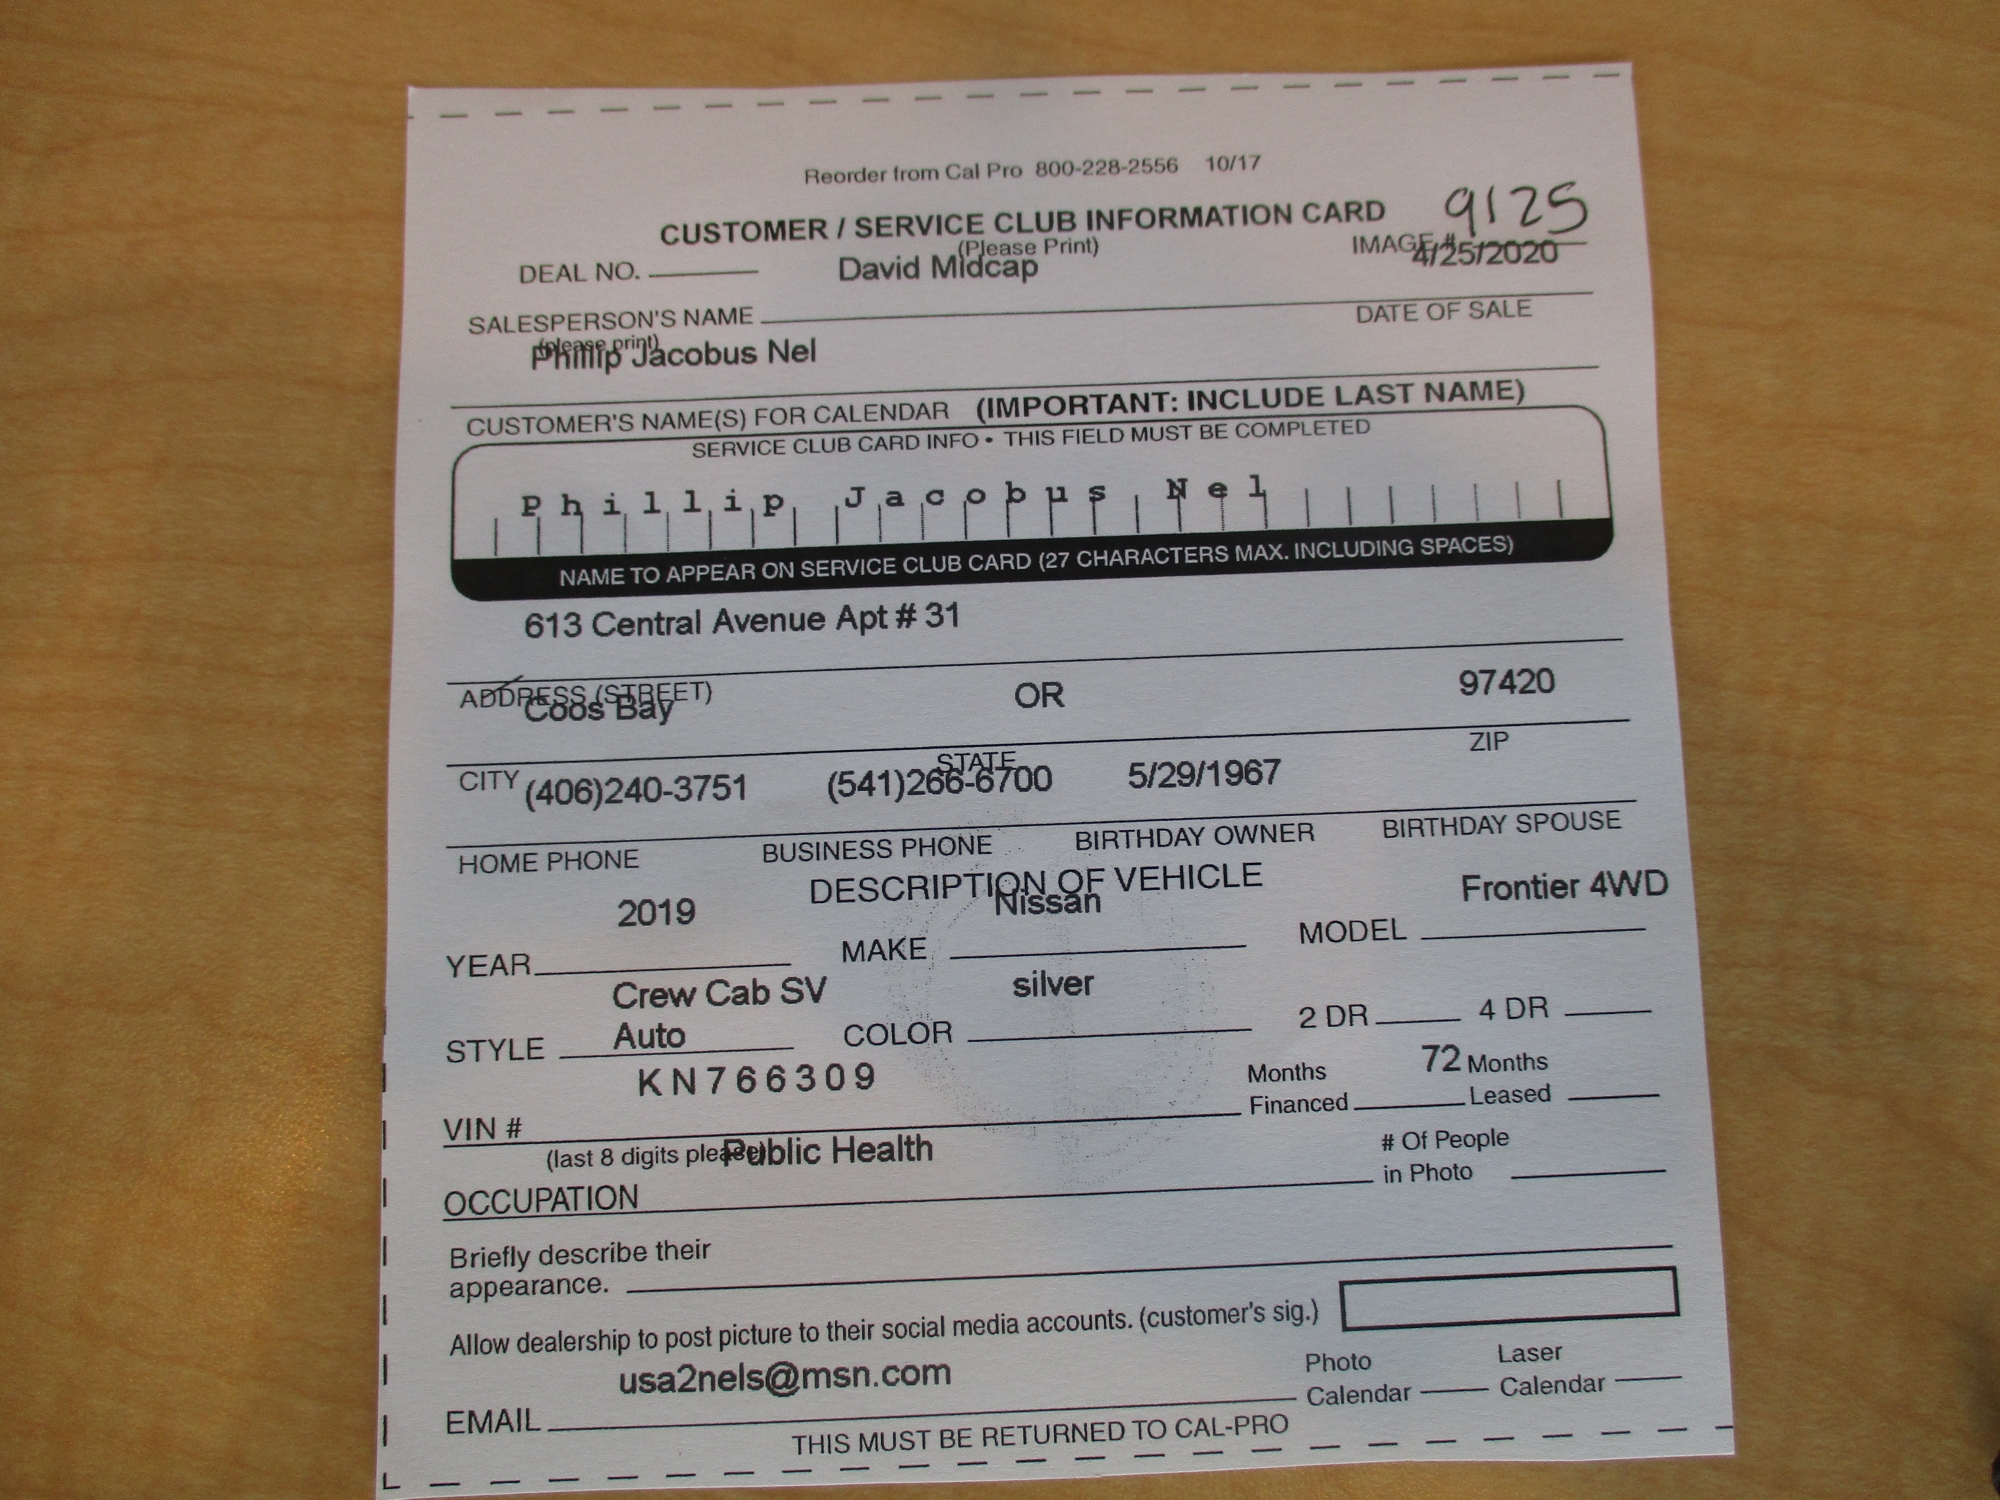 Reorder from Cal Pro 800-228-2556 10/17
CUSTOMER / SERVICE CLUB INFORMATION CARD 9125
(Please Print) IMAGE #
DEAL NO. David Midcap 4/25/2020
SALESPERSON'S NAME DATE OF SALE
(please print)
Phillip Jacobus Nel
CUSTOMER'S NAME(S) FOR CALENDAR (IMPORTANT: INCLUDE LAST NAME)
SERVICE CLUB CARD INFO • THIS FIELD MUST BE COMPLETED
Phillip Jacobus Nel
NAME TO APPEAR ON SERVICE CLUB CARD (27 CHARACTERS MAX. INCLUDING SPACES)
613 Central Avenue Apt # 31
ADDRESS (STREET)
Coos Bay OR 97420
CITY STATE ZIP
(406)240-3751 (541)266-6700 5/29/1967
HOME PHONE BUSINESS PHONE BIRTHDAY OWNER BIRTHDAY SPOUSE
DESCRIPTION OF VEHICLE
2019 Nissan Frontier 4WD
YEAR MAKE MODEL
Crew Cab SV silver
STYLE Auto COLOR 2 DR 4 DR
KN766309 Months 72 Months
VIN # Financed Leased
(last 8 digits please) Public Health # Of People
OCCUPATION in Photo
Briefly describe their
appearance.
Allow dealership to post picture to their social media accounts. (customer's sig.)
usa2nels@msn.com Photo Laser
EMAIL Calendar Calendar
THIS MUST BE RETURNED TO CAL-PRO